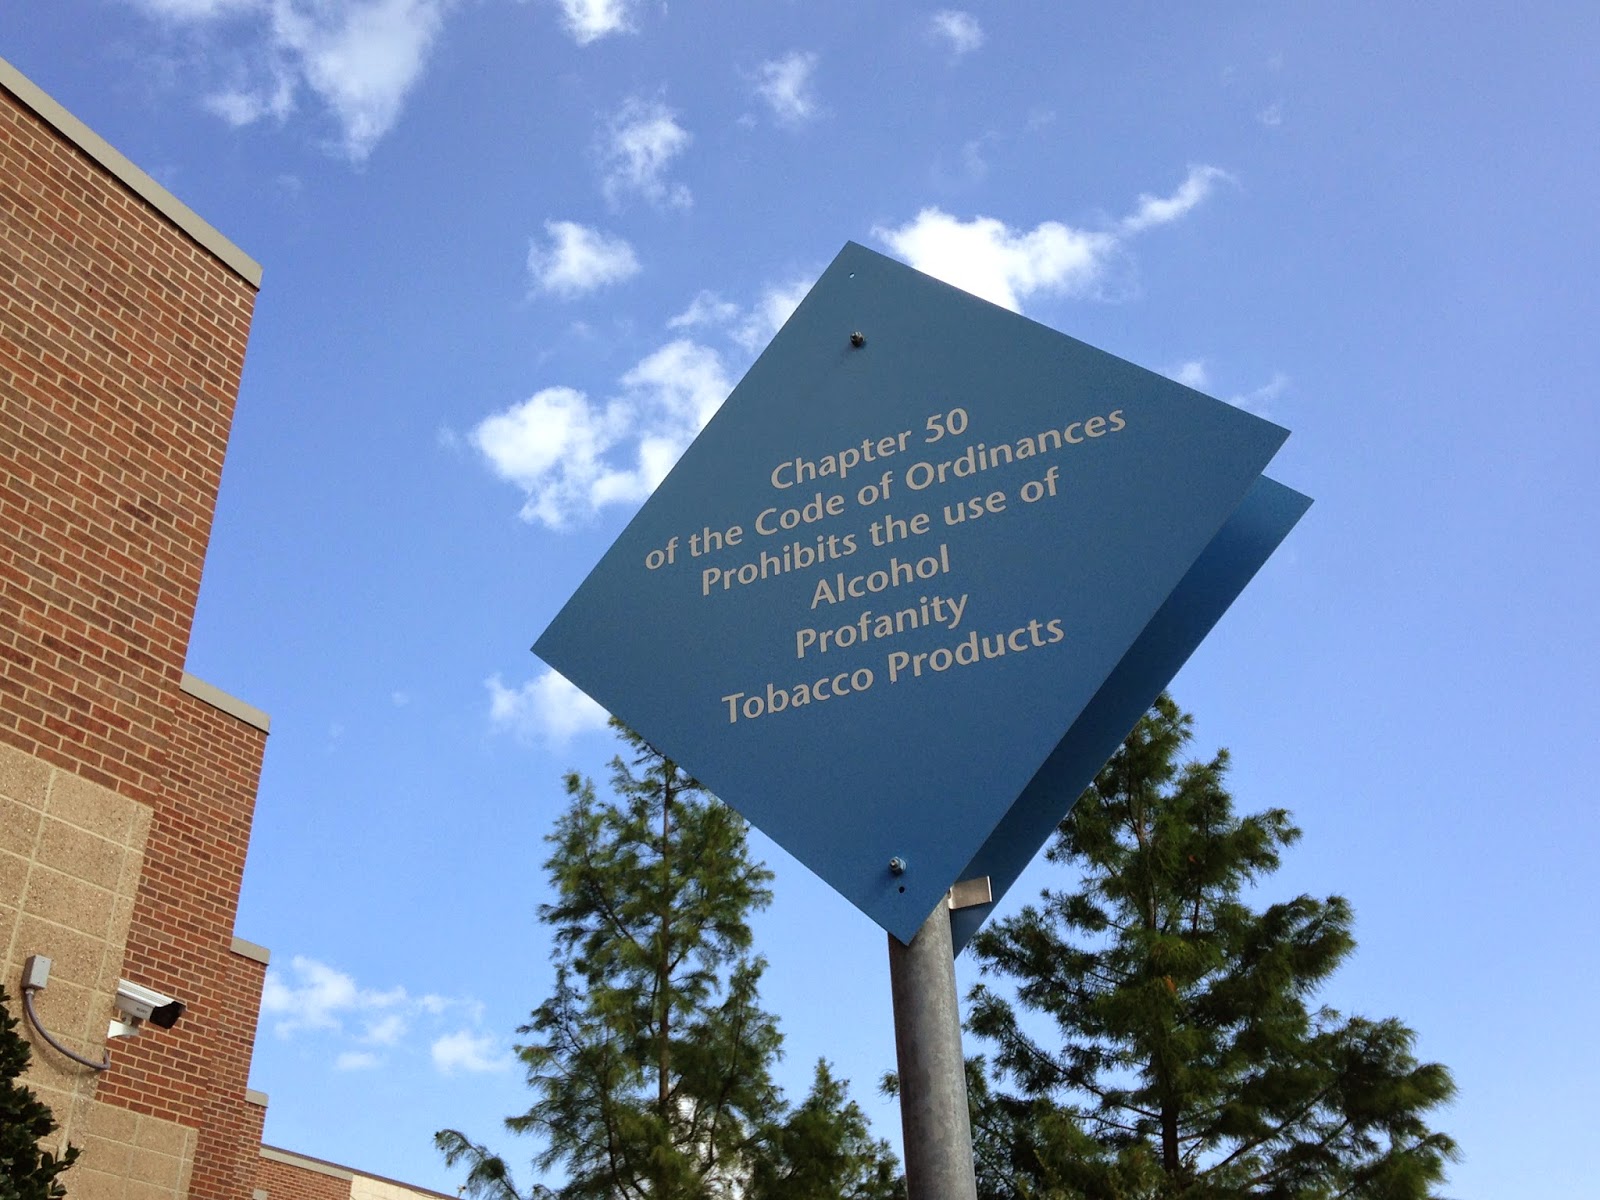 Chapter 50
of the Code of Ordinances
Prohibits the use of
Alcohol
Profanity
Tobacco Products